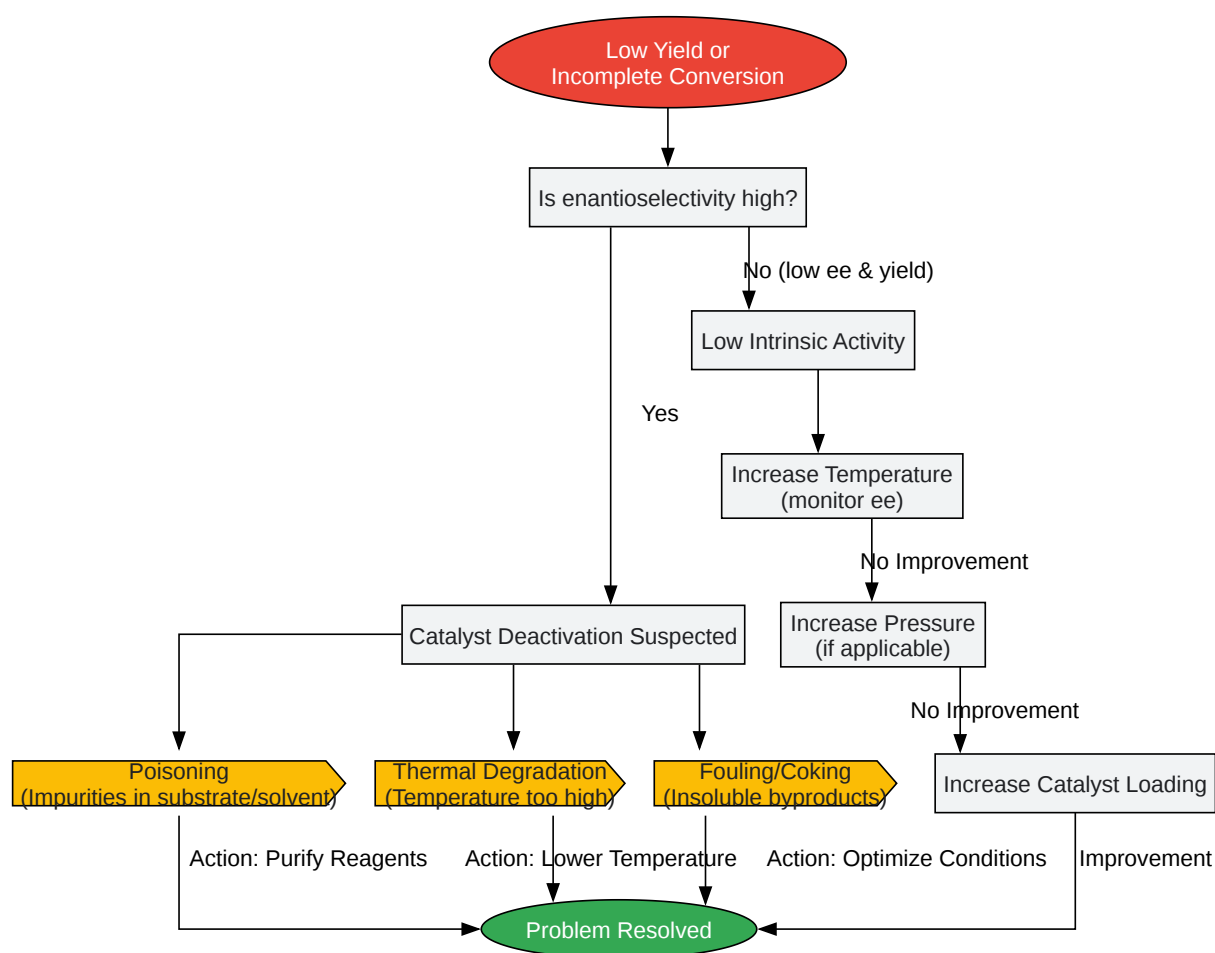 Low Yield or
Incomplete Conversion
Is enantioselectivity high?
No (low ee & yield)
Low Intrinsic Activity
Yes
Increase Temperature
(monitor ee)
No Improvement
Catalyst Deactivation Suspected
Increase Pressure
(if applicable)
No Improvement
Poisoning
(Impurities in substrate/solvent)
Thermal Degradation
(Temperature too high)
Fouling/Coking
(Insoluble byproducts)
Increase Catalyst Loading
Action: Purify Reagents
Action: Lower Temperature
Action: Optimize Conditions
Improvement
Problem Resolved